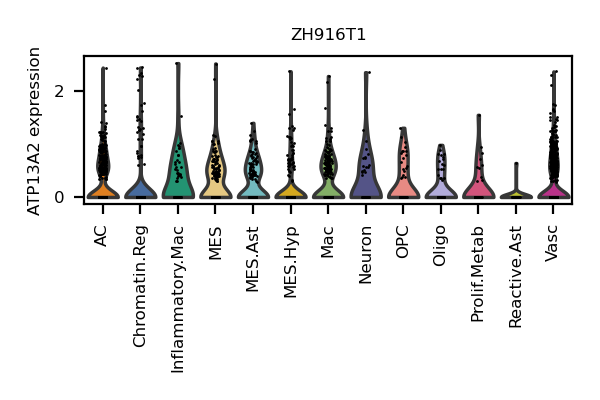 ZH916T1
ATP13A2 expression
2
0
AC
Chromatin.Reg
Inflammatory.Mac
MES
MES.Ast
MES.Hyp
Mac
Neuron
OPC
Oligo
Prolif.Metab
Reactive.Ast
Vasc